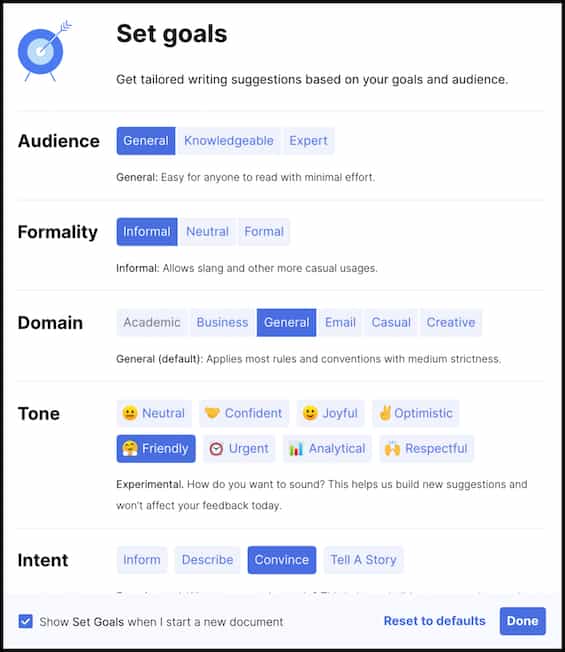 Set goals
Get tailored writing suggestions based on your goals and audience.
Audience
General Knowledgeable Expert
General: Easy for anyone to read with minimal effort.
Formality
Informal Neutral Formal
Informal: Allows slang and other more casual usages.
Domain
Academic Business General Email Casual Creative
General (default): Applies most rules and conventions with medium strictness.
Tone
😐 Neutral 🤝 Confident 🙂 Joyful ✌️Optimistic
🤗 Friendly ⏰ Urgent 📊 Analytical 🙌 Respectful
Experimental. How do you want to sound? This helps us build new suggestions and
won't affect your feedback today.
Intent
Inform Describe Convince Tell A Story
Show Set Goals when I start a new document
Reset to defaults
Done